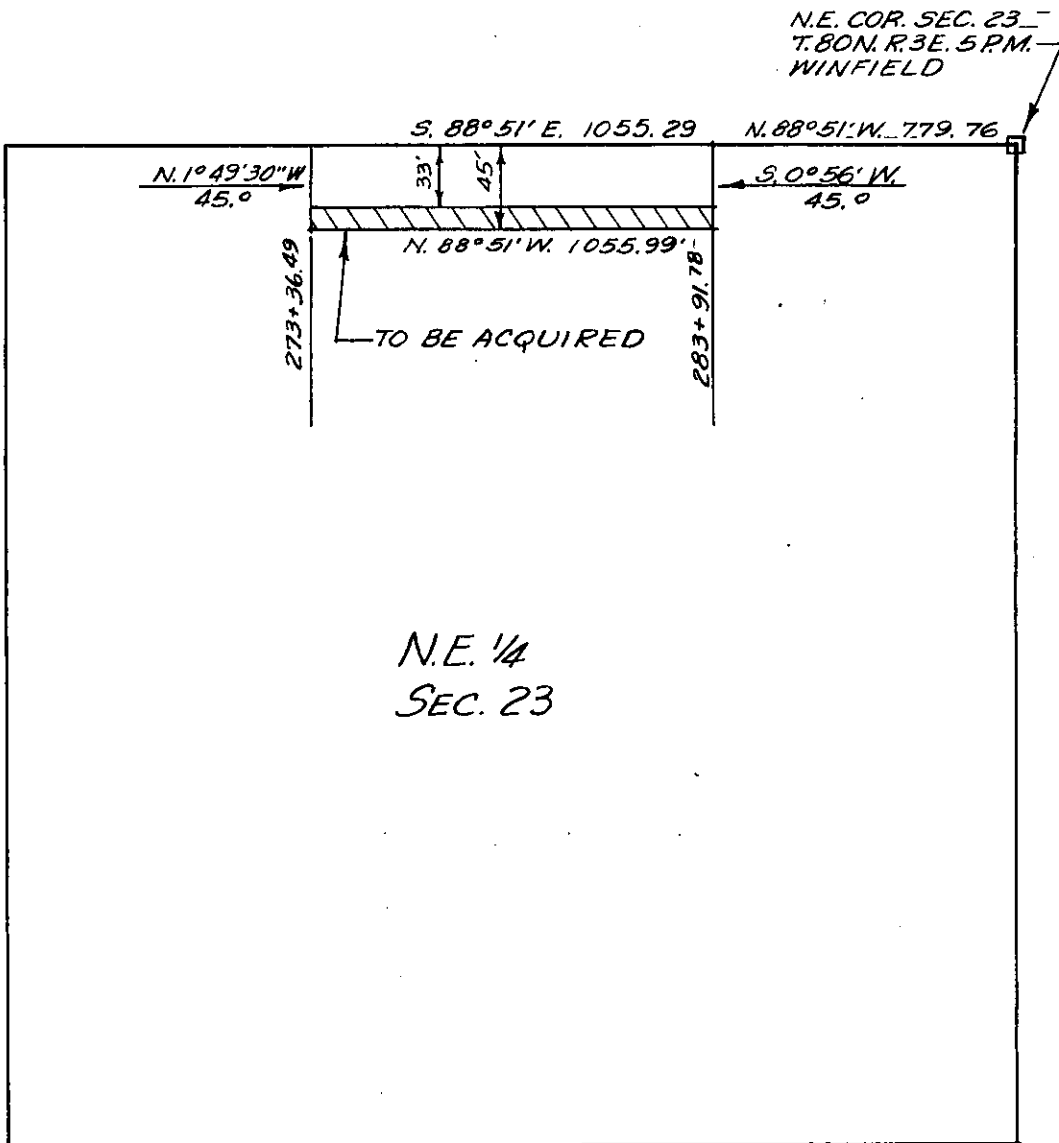 N.E. COR. SEC. 23
T.80N. R.3E. 5 P.M.
WINFIELD
S. 88°51' E. 1055.29
N. 88°51' W. 779.76
N. 1°49'30" W
45.0
33'
45'
S. 0°56' W.
45.0
N. 88°51' W. 1055.99'
273+36.49
283+91.78
TO BE ACQUIRED
N.E. 1/4
SEC. 23